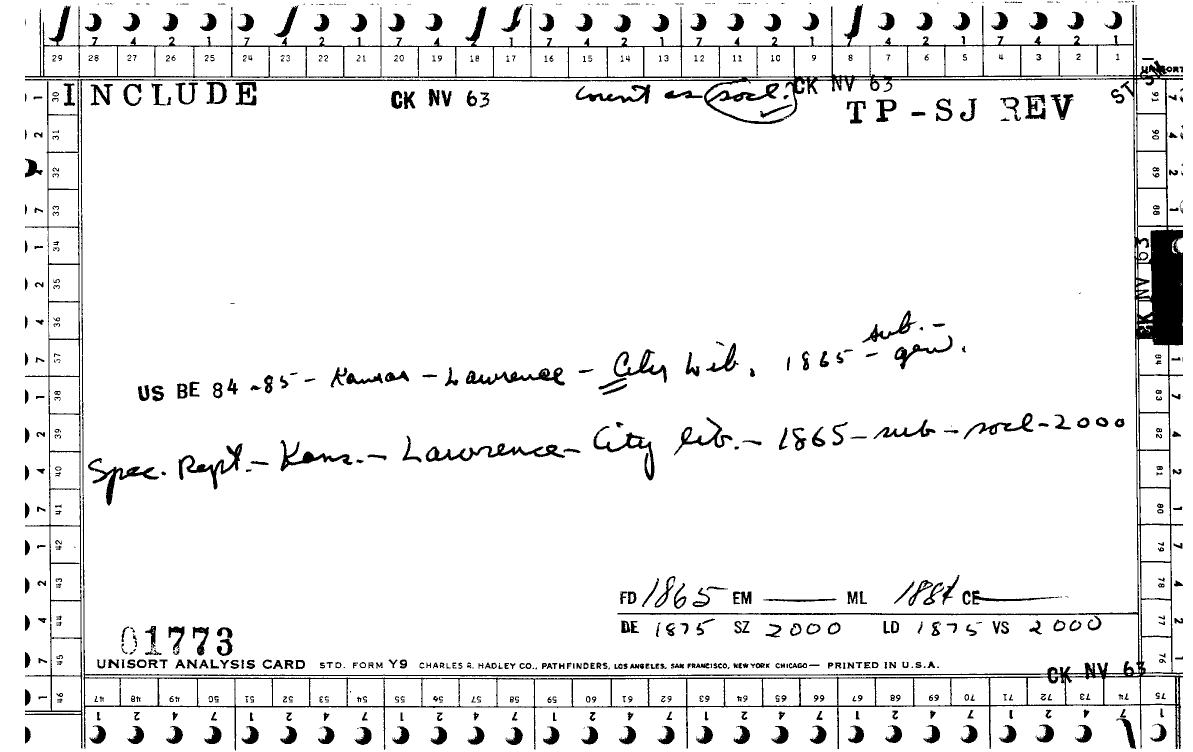 7 4 2 1 7 4 2 1 7 4 2 1 7 4 2 1 7 4 2 1 7 4 2 1 7 4 2 1
29 28 27 26 25 24 23 22 21 20 19 18 17 16 15 14 13 12 11 10 9 8 7 6 5 4 3 2 1
INCLUDE CK NV 63 count as socl? CK NV 63
TP-SJ REV
sub.-
US BE 84-85 - Kansas - Lawrence - City Lib. 1865 - gen.
Spec. Rept. - Kans. - Lawrence - City lib. - 1865 - sub - socl - 2000
FD 1865 EM ML 1884 CE
DE 1875 SZ 2000 LD 1875 VS 2000
01773
UNISORT ANALYSIS CARD STD. FORM Y9 CHARLES R. HADLEY CO., PATHFINDERS, LOS ANGELES, SAN FRANCISCO, NEW YORK CHICAGO — PRINTED IN U.S.A.
CK NV 63
47 48 49 50 51 52 53 54 55 56 57 58 59 60 61 62 63 64 65 66 67 68 69 70 71 72 73 74 75
30 31 32 33 34 35 36 37 38 39 40 41 42 43 44 45 46
91 90 89 88 84 83 82 81 80 79 78 77 76
CK NV 63